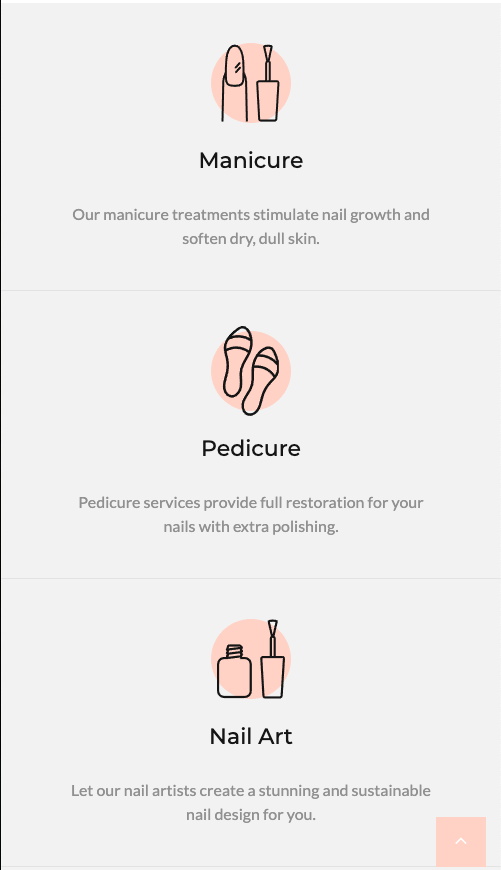 Manicure
Our manicure treatments stimulate nail growth and
soften dry, dull skin.
Pedicure
Pedicure services provide full restoration for your
nails with extra polishing.
Nail Art
Let our nail artists create a stunning and sustainable
nail design for you.